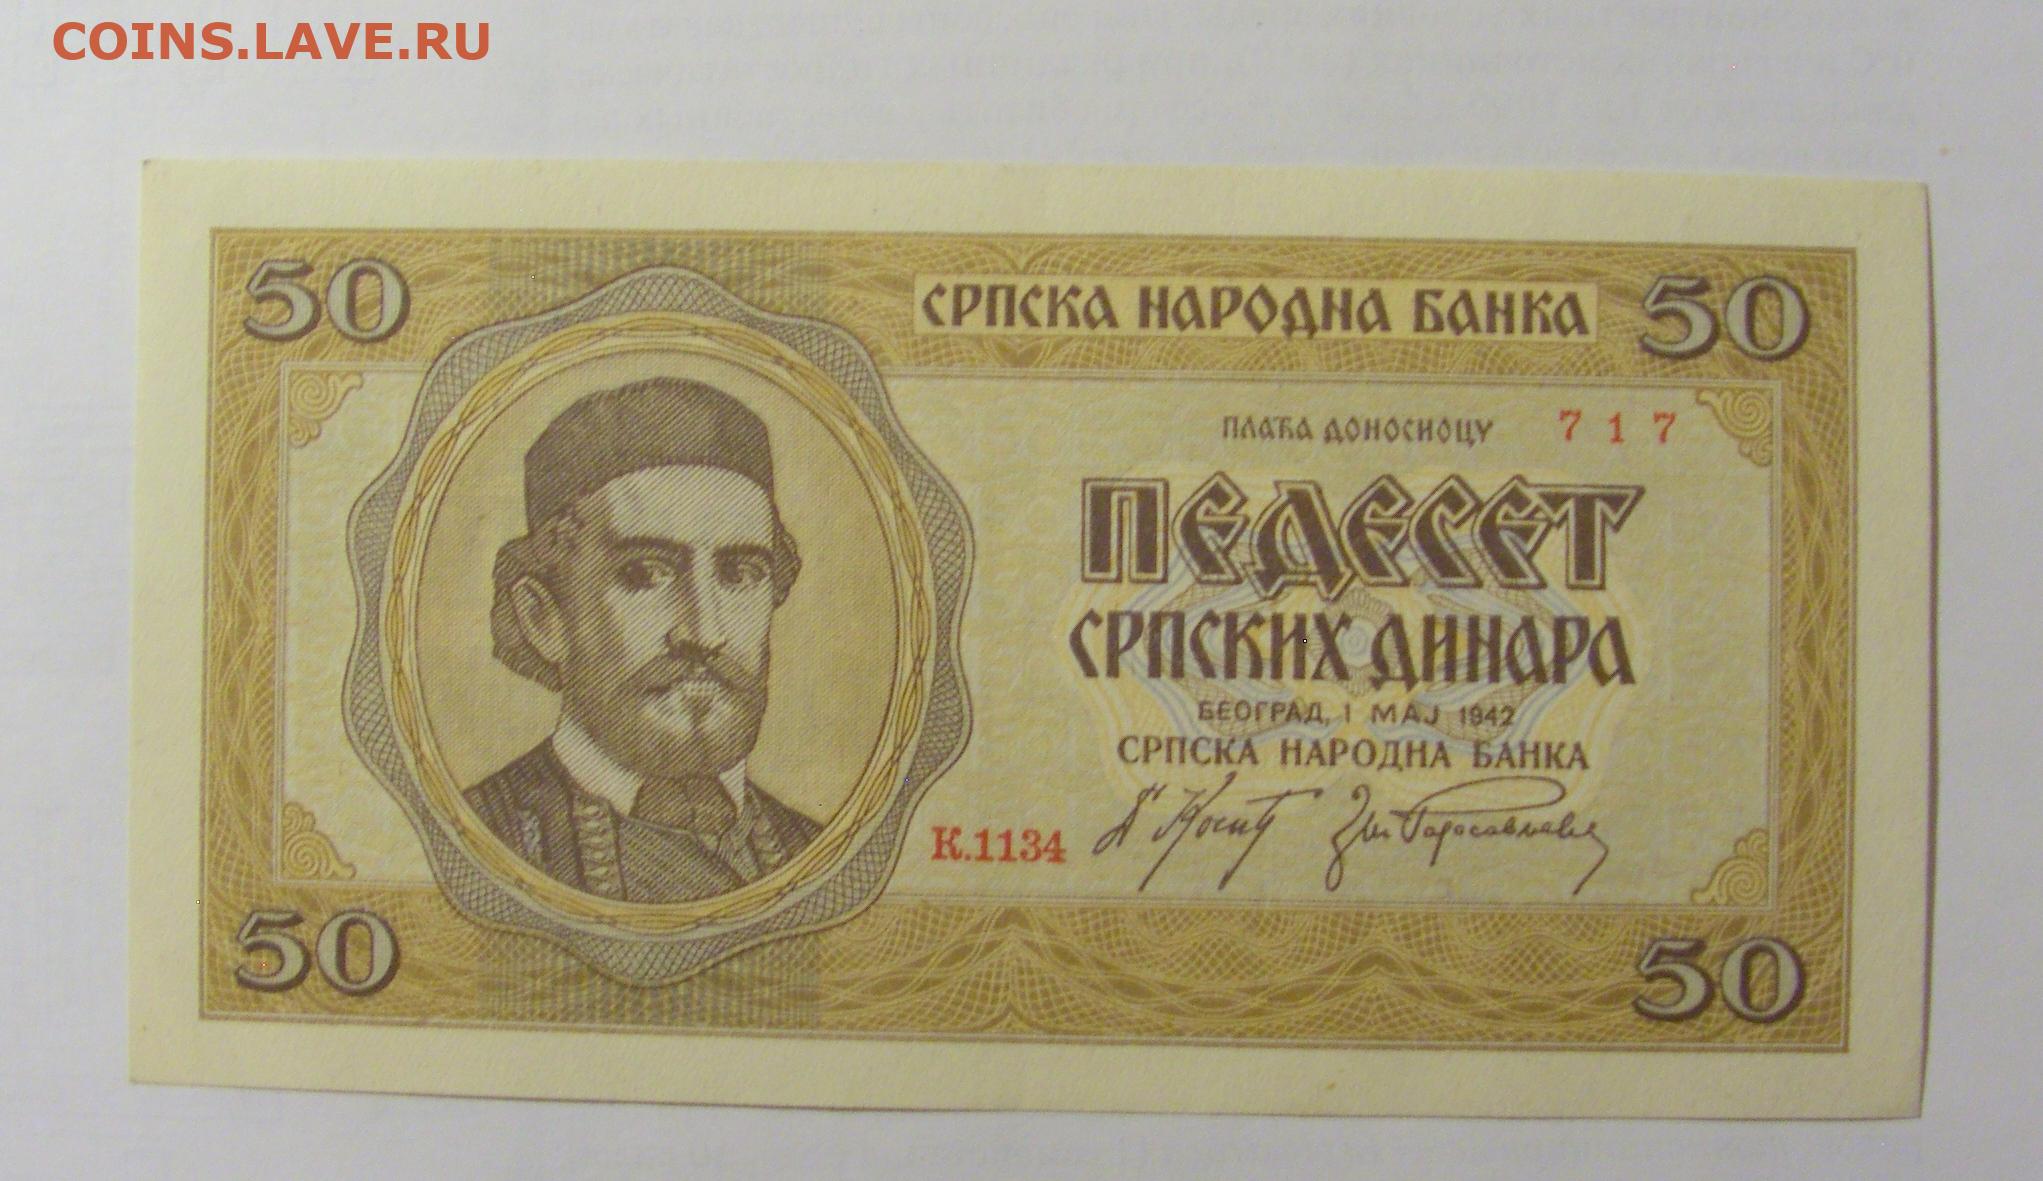 COINS.LAVE.RU
50
СРПСКА НАРОДНА БАНКА
50
ПЛАЋА ДОНОСИОЦУ 717
ПЕДЕСЕТ
СРПСКИХ ДИНАРА
БЕОГРАД, 1 МАЈ 1942
СРПСКА НАРОДНА БАНКА
К.1134
50
50